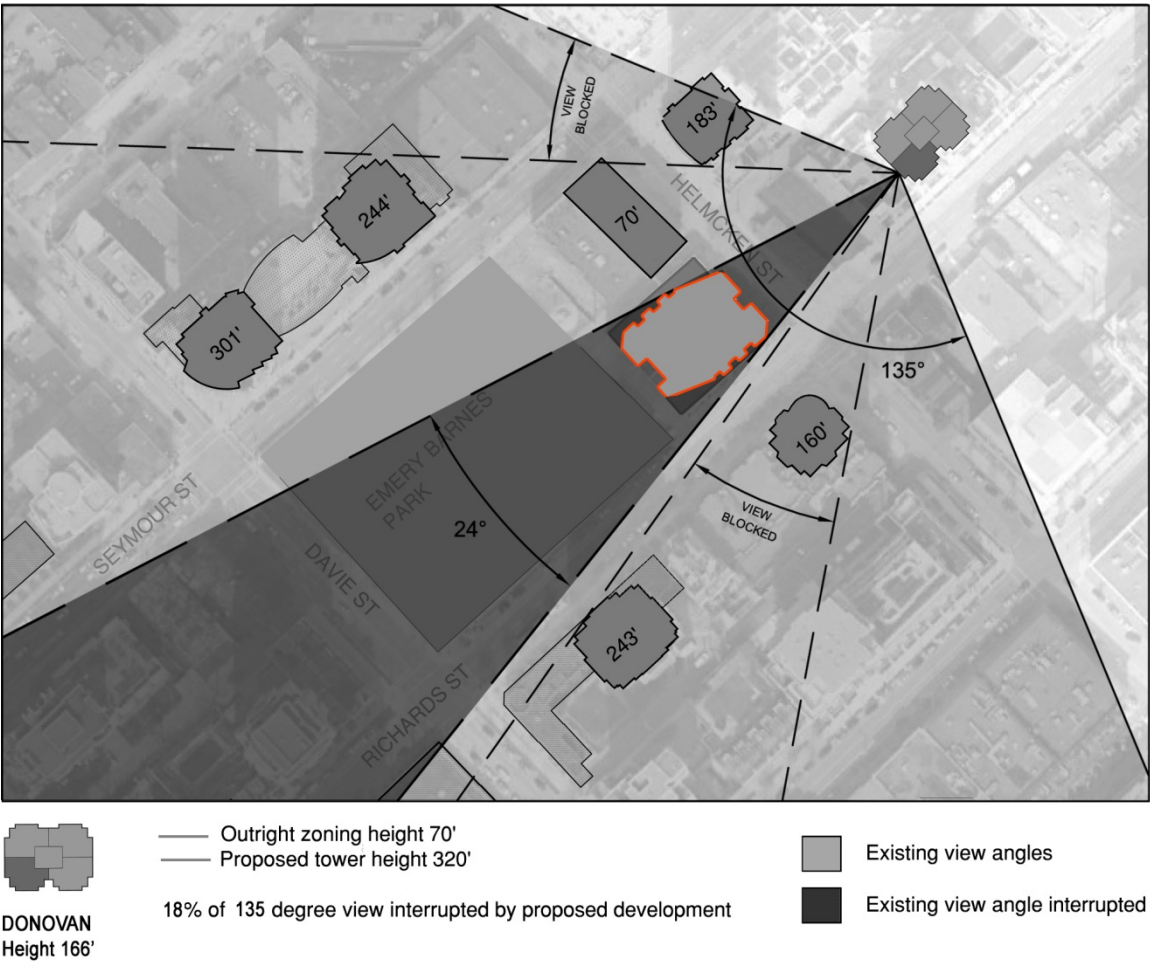 VIEW
BLOCKED
183'
244'
HELMCKEN ST
70'
301'
135°
EMERY BARNES
PARK
160'
SEYMOUR ST
24°
VIEW
BLOCKED
DAVIE ST
243'
RICHARDS ST
Outright zoning height 70'
Proposed tower height 320'
Existing view angles
18% of 135 degree view interrupted by proposed development
Existing view angle interrupted
DONOVAN
Height 166’